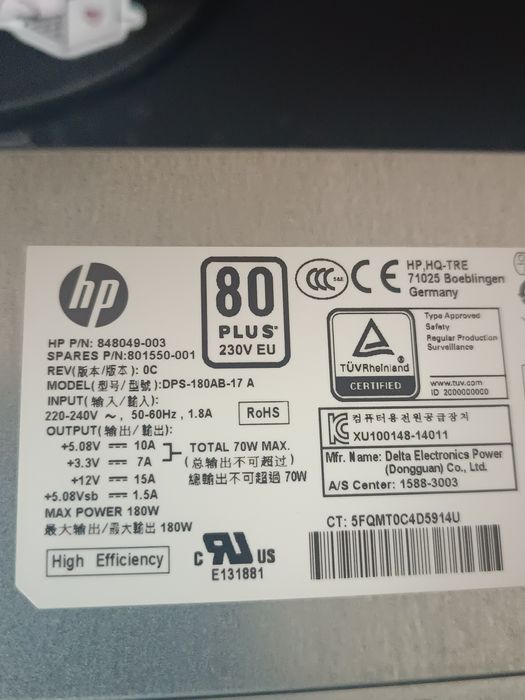 hp
80
PLUS
230V EU
CCC S&E
CE
HP,HQ-TRE
71025 Boeblingen
Germany
HP P/N: 848049-003
SPARES P/N:801550-001
REV(版本/版本): 0C
MODEL(型号/型號):DPS-180AB-17 A
INPUT(输入/輸入):
220-240V ~, 50-60Hz, 1.8A
RoHS
OUTPUT(输出/輸出):
+5.08V ⎓ 10A
+3.3V ⎓ 7A
TOTAL 70W MAX.
(总输出不可超过)
總輸出不可超過 70W
+12V ⎓ 15A
+5.08Vsb ⎓ 1.5A
MAX POWER 180W
最大输出/最大輸出 180W
High Efficiency
TÜVRheinland
CERTIFIED
Type Approved
Safety
Regular Production
Surveillance
www.tuv.com
ID 2000000000
컴퓨터용전원공급장치
XU100148-14011
Mfr. Name: Delta Electronics Power
(Dongguan) Co., Ltd.
A/S Center: 1588-3003
CT: 5FQMT0C4D5914U
c RU US
E131881